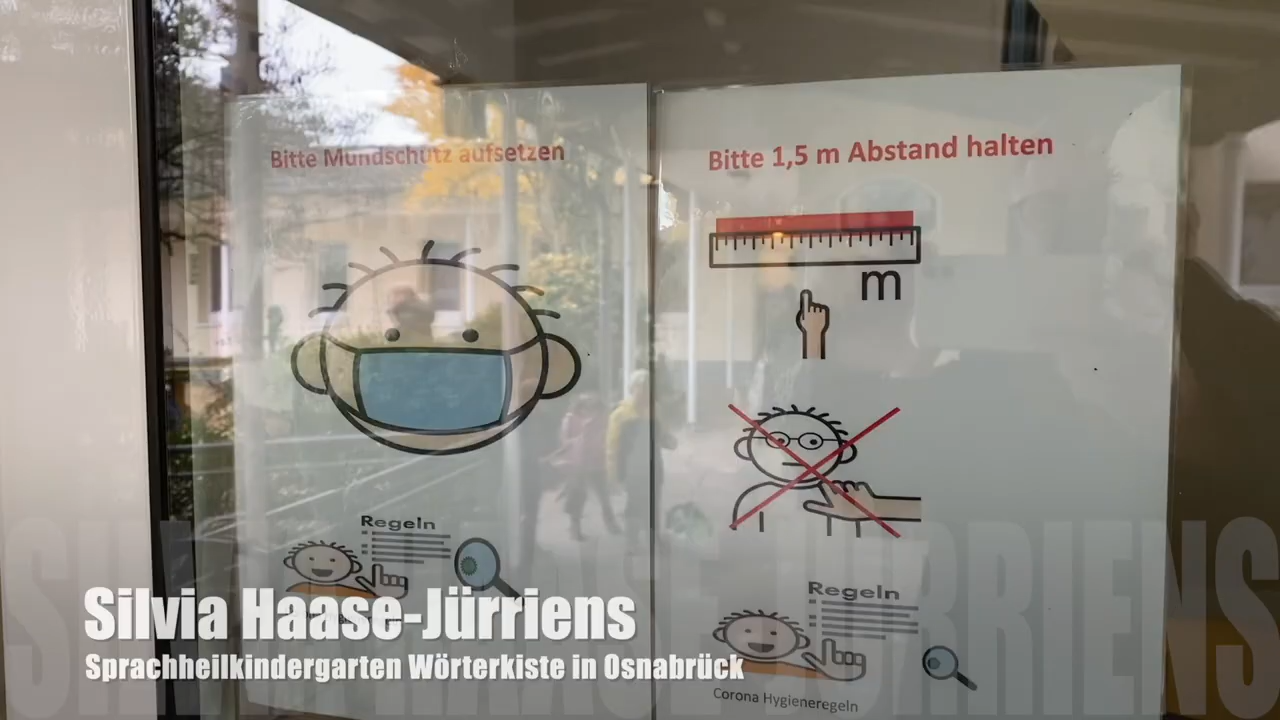 Bitte Mundschutz aufsetzen
Bitte 1,5 m Abstand halten
m
Regeln
Regeln
Corona Hygieneregeln
SILVIA HAASE-JÜRRIENS
Silvia Haase-Jürriens
Sprachheilkindergarten Wörterkiste in Osnabrück